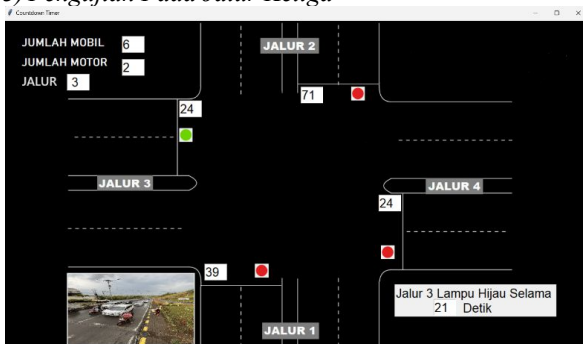 c) Pengujian Pada Jalur Ketiga
Countdown Timer
JUMLAH MOBIL 6
JUMLAH MOTOR 2
JALUR 3
JALUR 2
71
24
JALUR 3
JALUR 4
24
39
Jalur 3 Lampu Hijau Selama
21 Detik
JALUR 1